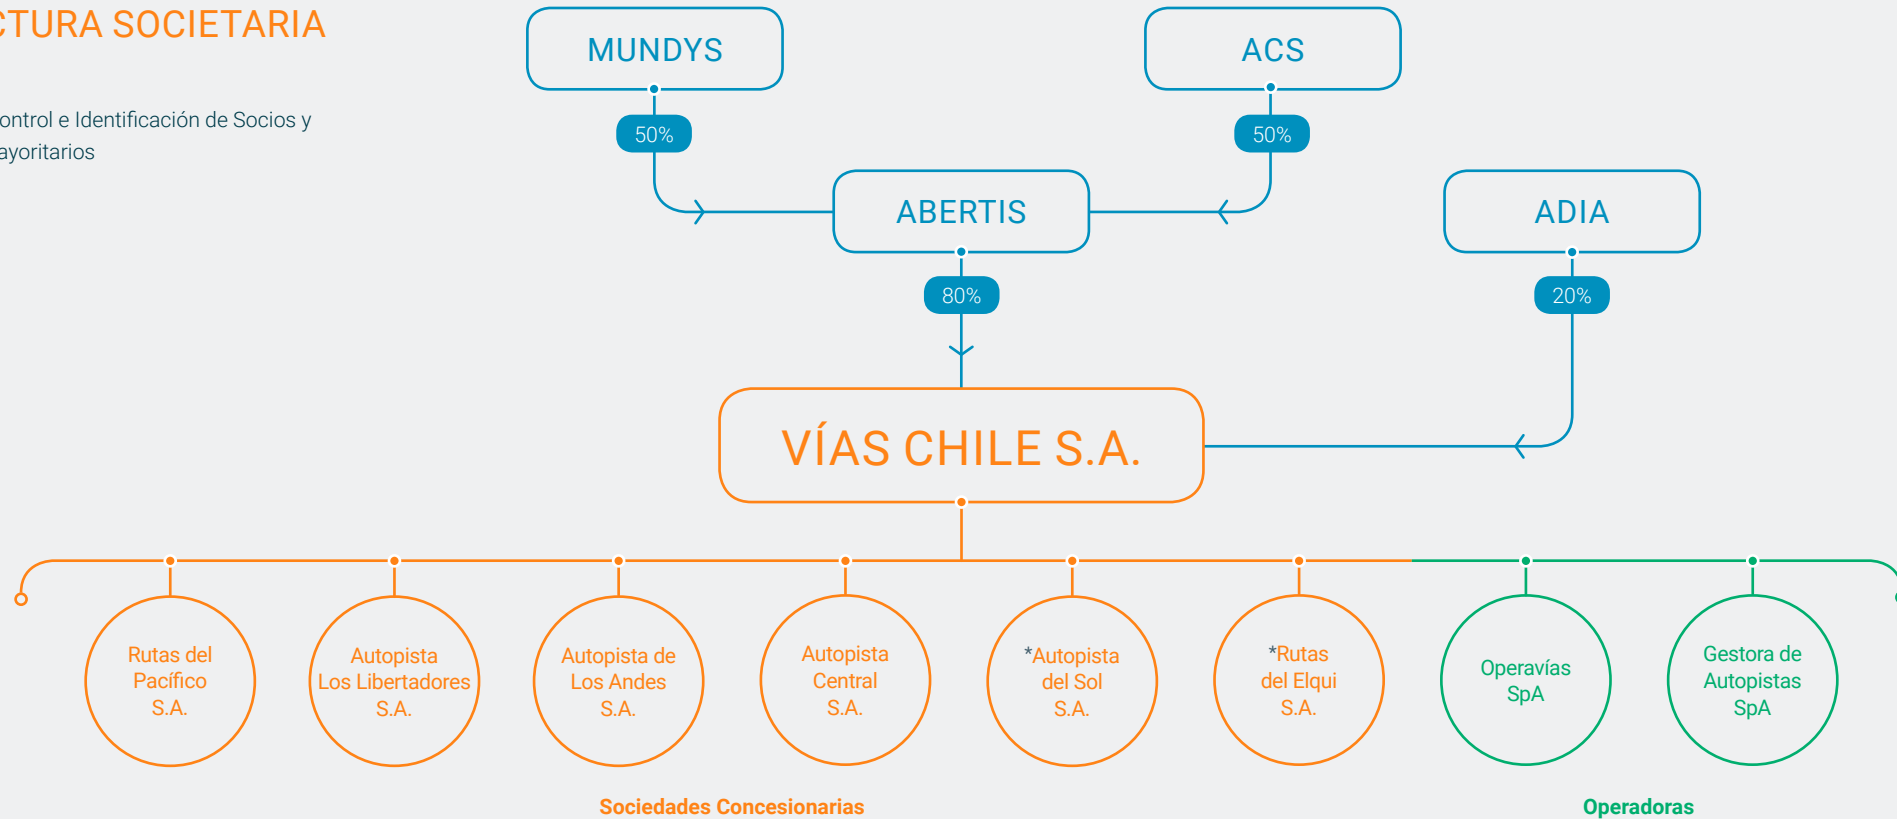 CTURA SOCIETARIA
ontrol e Identificación de Socios y
ayoritarios
MUNDYS
ACS
50%
50%
ABERTIS
ADIA
80%
20%
VÍAS CHILE S.A.
Rutas del
Pacífico
S.A.
Autopista
Los Libertadores
S.A.
Autopista de
Los Andes
S.A.
Autopista
Central
S.A.
*Autopista
del Sol
S.A.
*Rutas
del Elqui
S.A.
Operavías
SpA
Gestora de
Autopistas
SpA
Sociedades Concesionarias
Operadoras